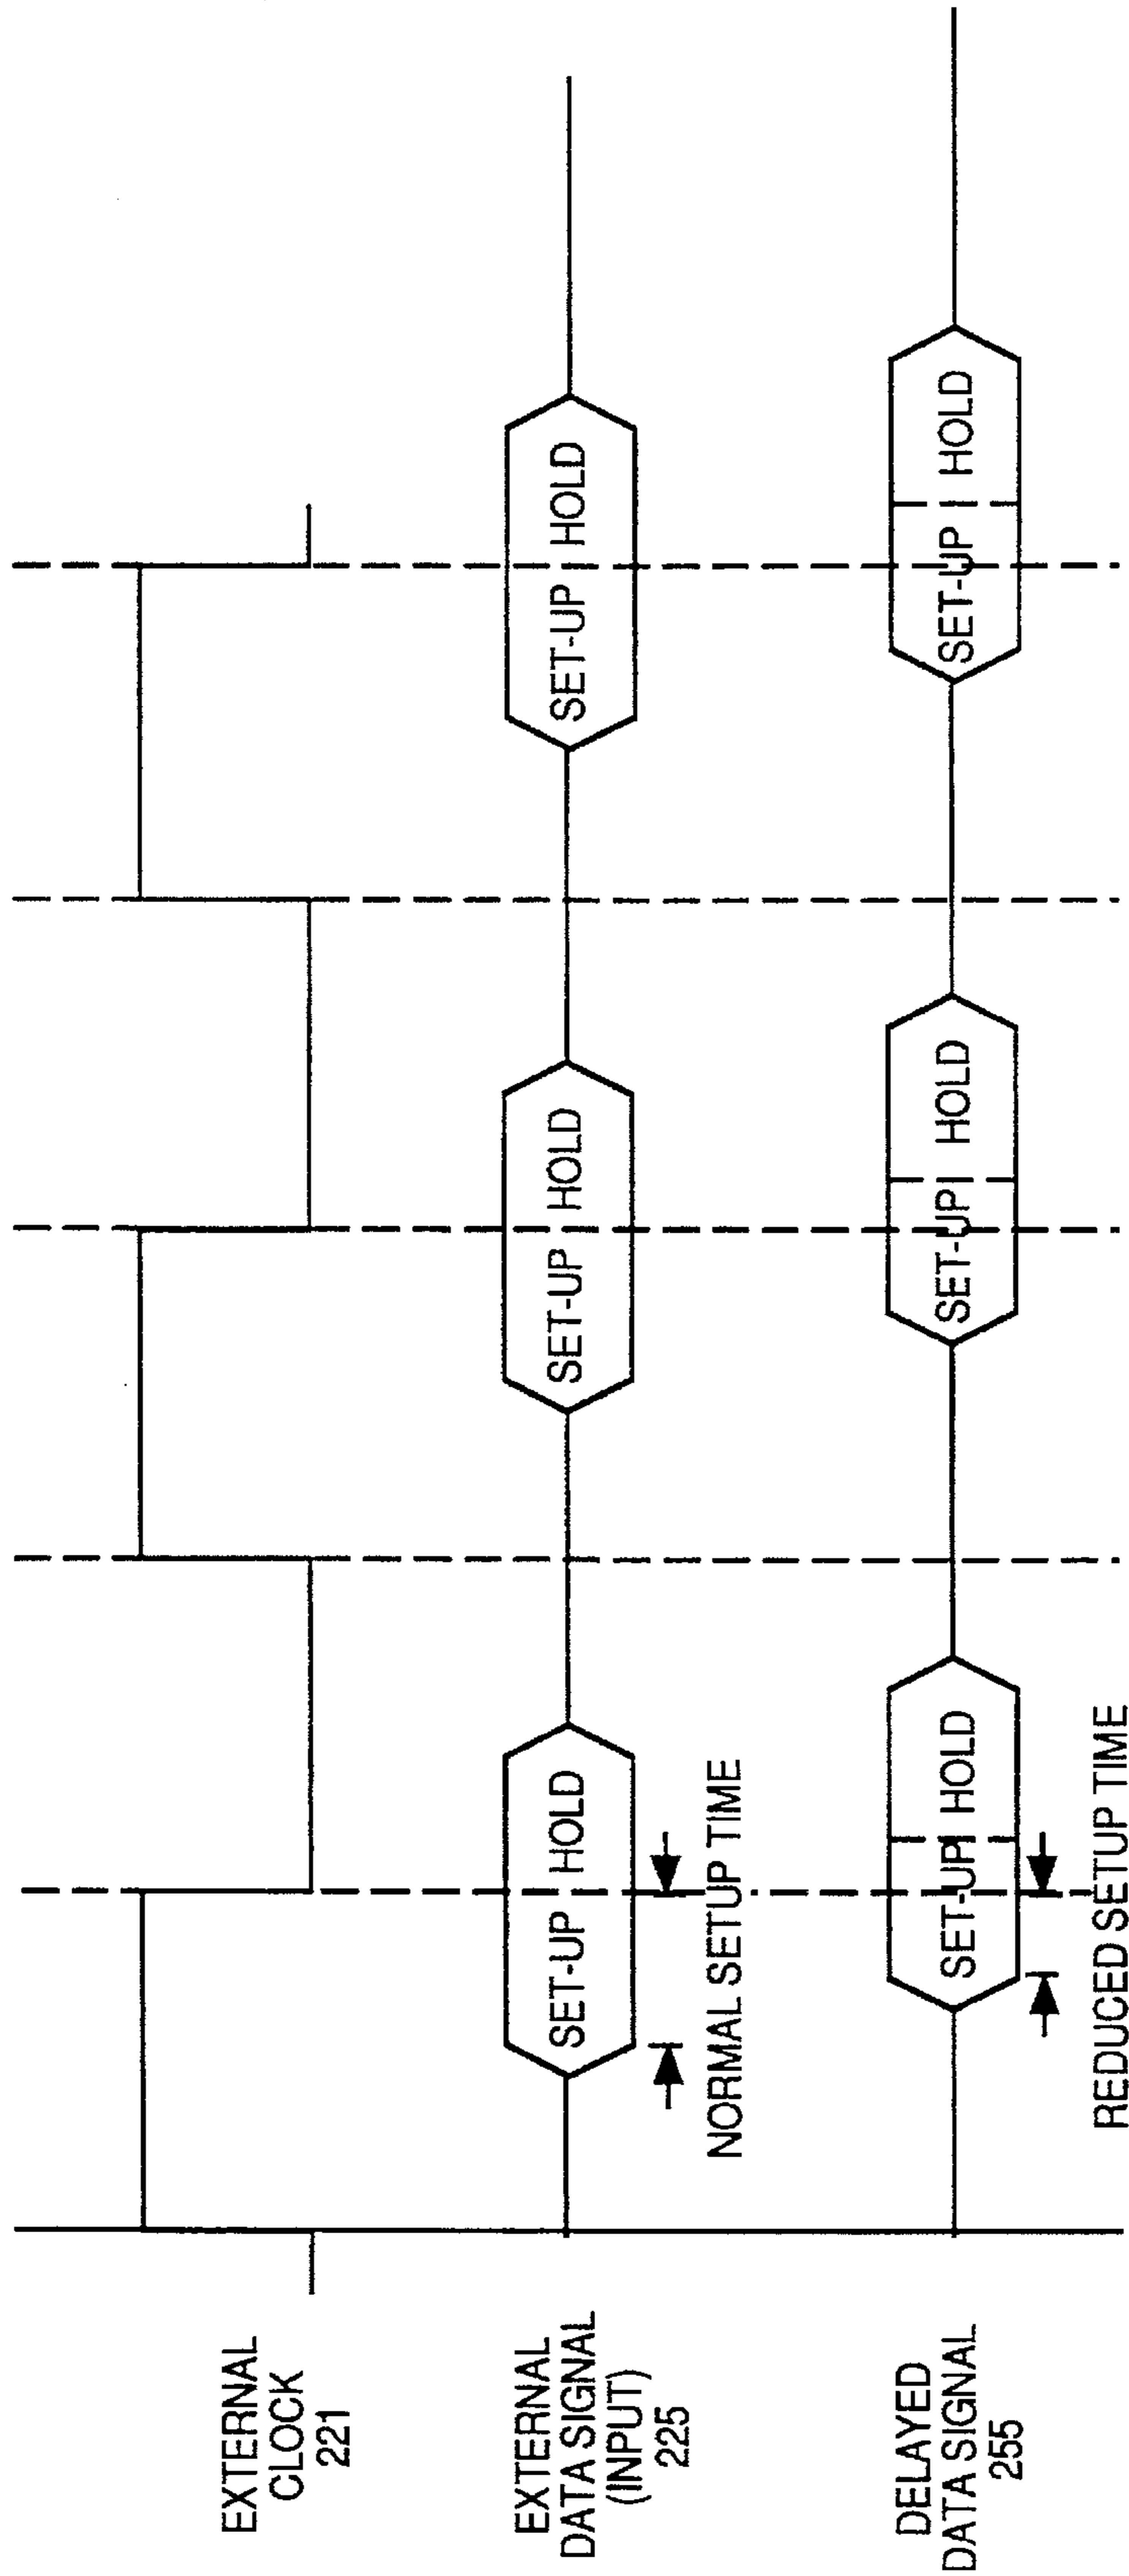 EXTERNAL
CLOCK
221
EXTERNAL
DATA SIGNAL
(INPUT)
225
SET-UP HOLD
SET-UP HOLD
SET-UP HOLD
NORMAL SETUP TIME
DELAYED
DATA SIGNAL
255
SET-UP HOLD
SET-UP HOLD
SET-UP HOLD
REDUCED SETUP TIME